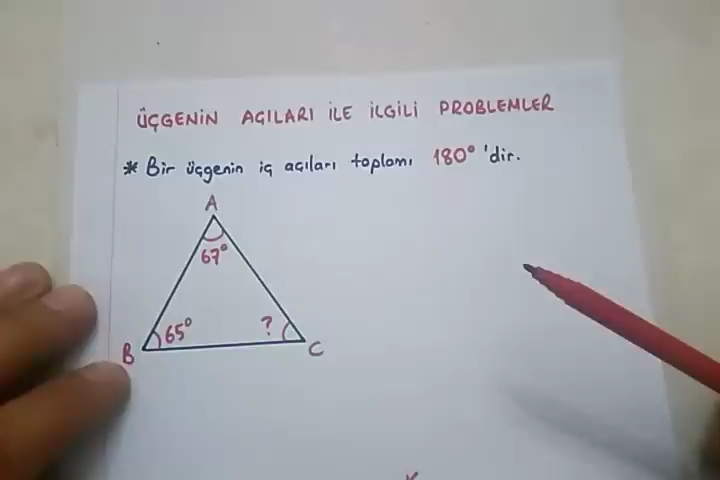 ÜÇGENİN AÇILARI İLE İLGİLİ PROBLEMLER
* Bir üçgenin iç açıları toplamı 180° 'dir.
A
67°
65°
?
B
C